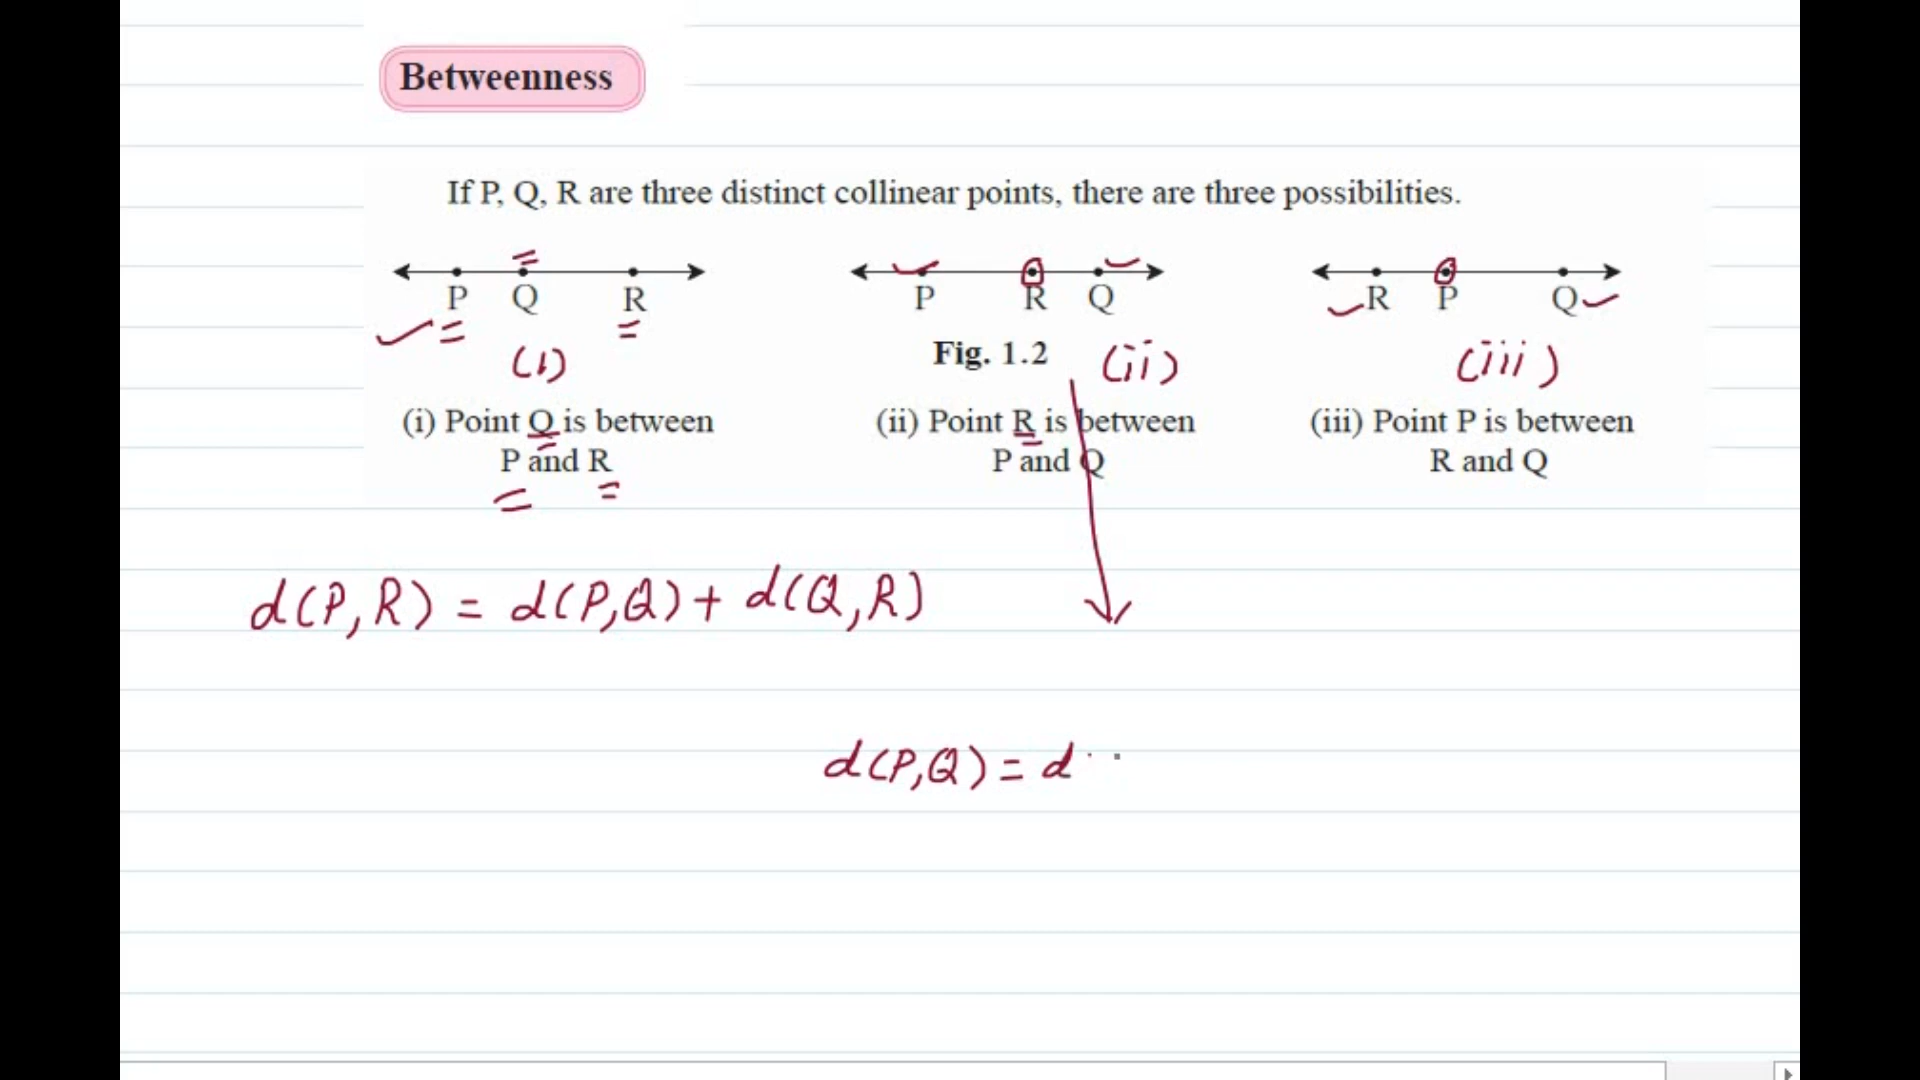 Betweenness
If P, Q, R are three distinct collinear points, there are three possibilities.
P Q R
P R Q
R P Q
(i)
Fig. 1.2
(ii)
(iii)
(i) Point Q is between
P and R
(ii) Point R is between
P and Q
(iii) Point P is between
R and Q
d(P,R) = d(P,Q) + d(Q,R)
d(P,Q) = d